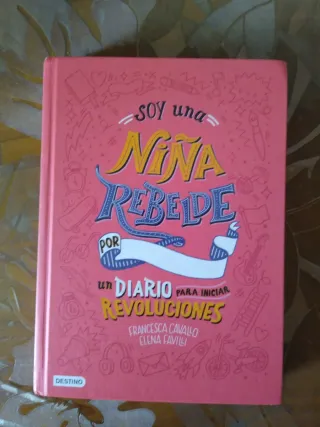 SOY una
NIÑA
REBELDE
POR
un DIARIO PARA INICIAR
REVOLUCIONES
FRANCESCA CAVALLO
ELENA FAVILLI
DESTINO